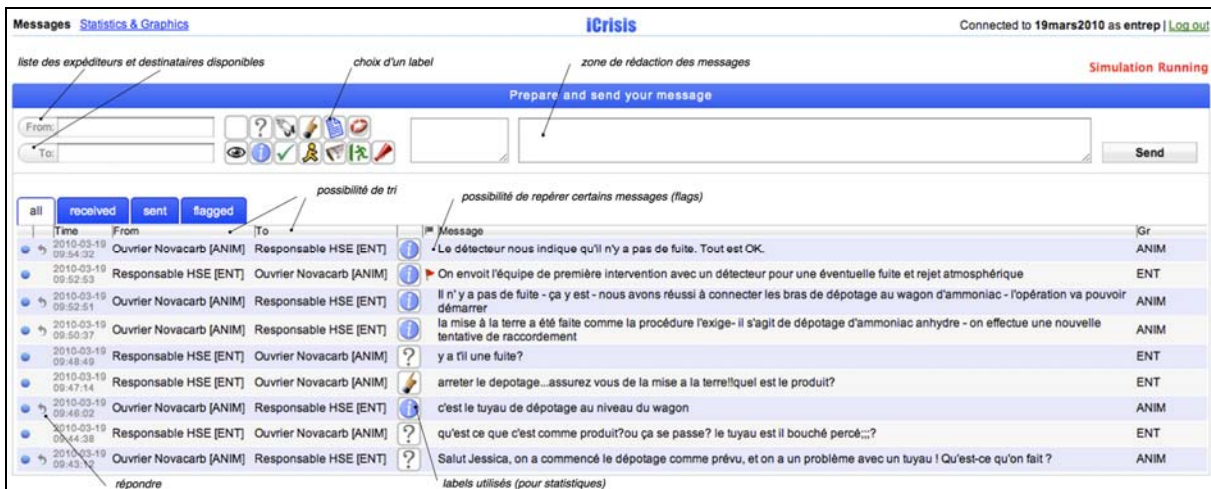 Messages Statistics & Graphics iCrisis Connected to 19mars2010 as entrep | Log out
liste des expéditeurs et destinataires disponibles choix d'un label zone de rédaction des messages
Simulation Running
Prepare and send your message
From:
To: Send
possibilité de tri possibilité de repérer certains messages (flags)
all received sent flagged
Time From To Message Gr
2010-03-19 09:54:32 Ouvrier Novacarb [ANIM] Responsable HSE [ENT] Le détecteur nous indique qu'il n'y a pas de fuite. Tout est OK. ANIM
2010-03-19 09:52:53 Responsable HSE [ENT] Ouvrier Novacarb [ANIM] On envoit l'équipe de première intervention avec un détecteur pour une éventuelle fuite et rejet atmosphérique ENT
2010-03-19 09:52:51 Ouvrier Novacarb [ANIM] Responsable HSE [ENT] Il n' y a pas de fuite - ça y est - nous avons réussi à connecter les bras de dépotage au wagon d'ammoniac - l'opération va pouvoir ANIM
démarrer
2010-03-19 09:50:37 Ouvrier Novacarb [ANIM] Responsable HSE [ENT] la mise à la terre a été faite comme la procédure l'exige- il s'agit de dépotage d'ammoniac anhydre - on effectue une nouvelle ANIM
tentative de raccordement
2010-03-19 09:48:49 Responsable HSE [ENT] Ouvrier Novacarb [ANIM] ? y a t'il une fuite? ENT
2010-03-19 09:47:14 Responsable HSE [ENT] Ouvrier Novacarb [ANIM] arreter le depotage...assurez vous de la mise a la terre!!quel est le produit? ENT
2010-03-19 09:46:02 Ouvrier Novacarb [ANIM] Responsable HSE [ENT] c'est le tuyau de dépotage au niveau du wagon ANIM
2010-03-19 09:44:38 Responsable HSE [ENT] Ouvrier Novacarb [ANIM] ? qu'est ce que c'est comme produit?ou ça se passe? le tuyau est il bouché percé;;;? ENT
2010-03-19 09:43:12 Ouvrier Novacarb [ANIM] Responsable HSE [ENT] ? Salut Jessica, on a commencé le dépotage comme prévu, et on a un problème avec un tuyau ! Qu'est-ce qu'on fait ? ANIM
répondre labels utilisés (pour statistiques)